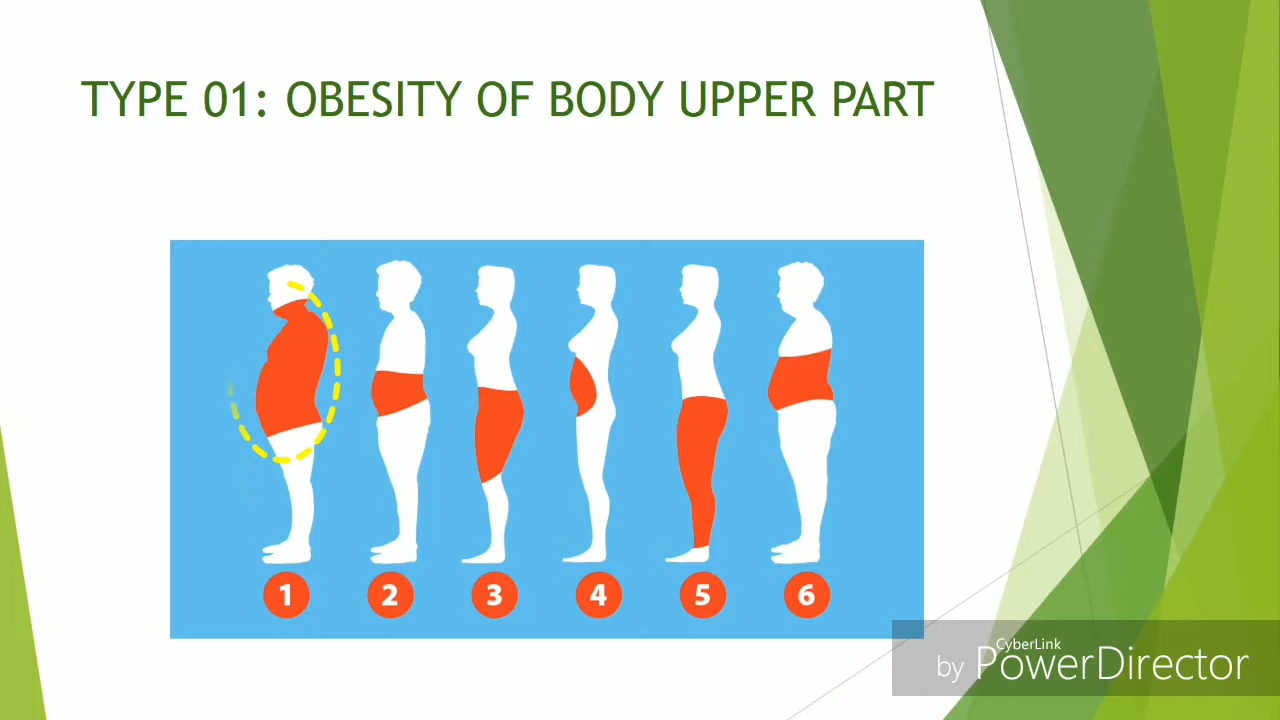 TYPE 01: OBESITY OF BODY UPPER PART
1 2 3 4 5 6
CyberLink
by PowerDirector